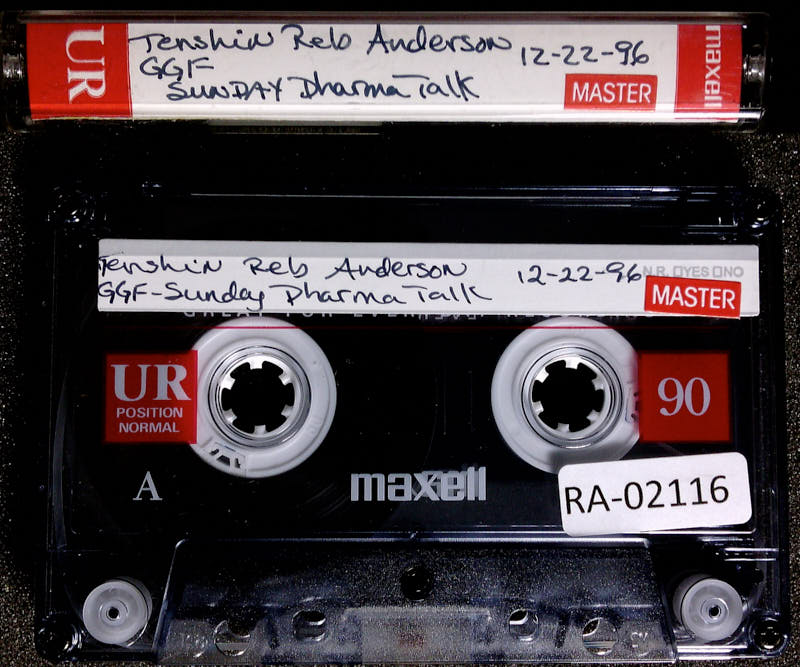 UR
Tenshin Reb Anderson 12-22-96
GGF
SUNDAY Dharma Talk
MASTER
maxell
Tenshin Reb Anderson 12-22-96
GGF-Sunday Dharma Talk
N.R. □YES □NO
MASTER
UR
POSITION
NORMAL
90
A
maxell
RA-02116